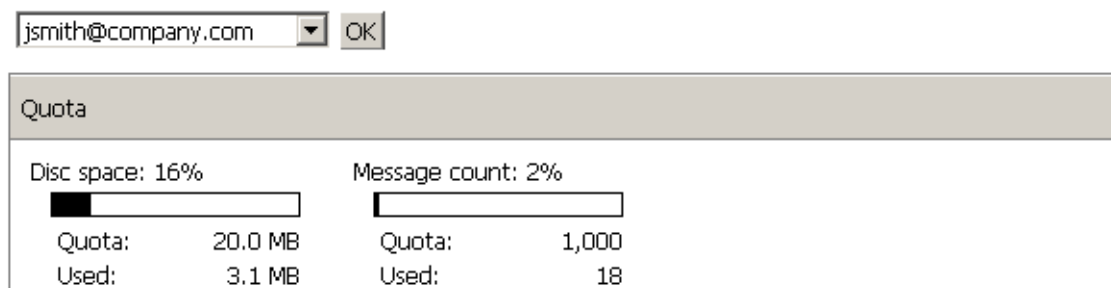 jsmith@company.com OK
Quota
Disc space: 16% Message count: 2%
Quota: 20.0 MB Quota: 1,000
Used: 3.1 MB Used: 18